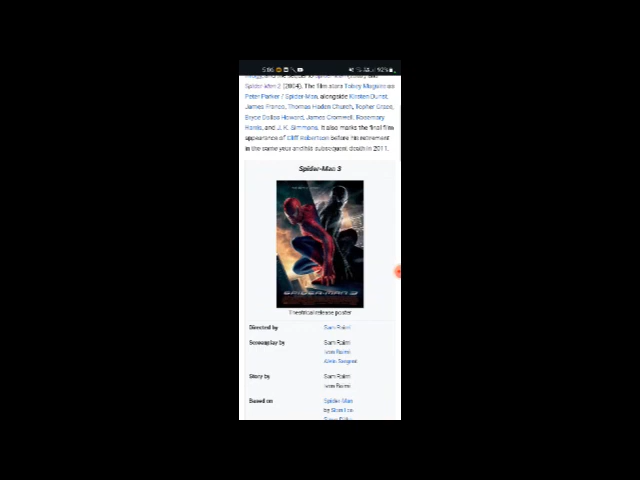 Spider-Man 2 (2004). The film stars Tobey Maguire as
Peter Parker / Spider-Man, alongside Kirsten Dunst,
James Franco, Thomas Haden Church, Topher Grace,
Bryce Dallas Howard, James Cromwell, Rosemary
Harris, and J. K. Simmons. It also marks the final film
appearance of Cliff Robertson before his retirement
in the same year and his subsequent death in 2011.
Spider-Man 3
SPIDER-MAN 3
Theatrical release poster
Directed by Sam Raimi
Screenplay by Sam Raimi
Ivan Raimi
Alvin Sargent
Story by Sam Raimi
Ivan Raimi
Based on Spider-Man
by Stan Lee